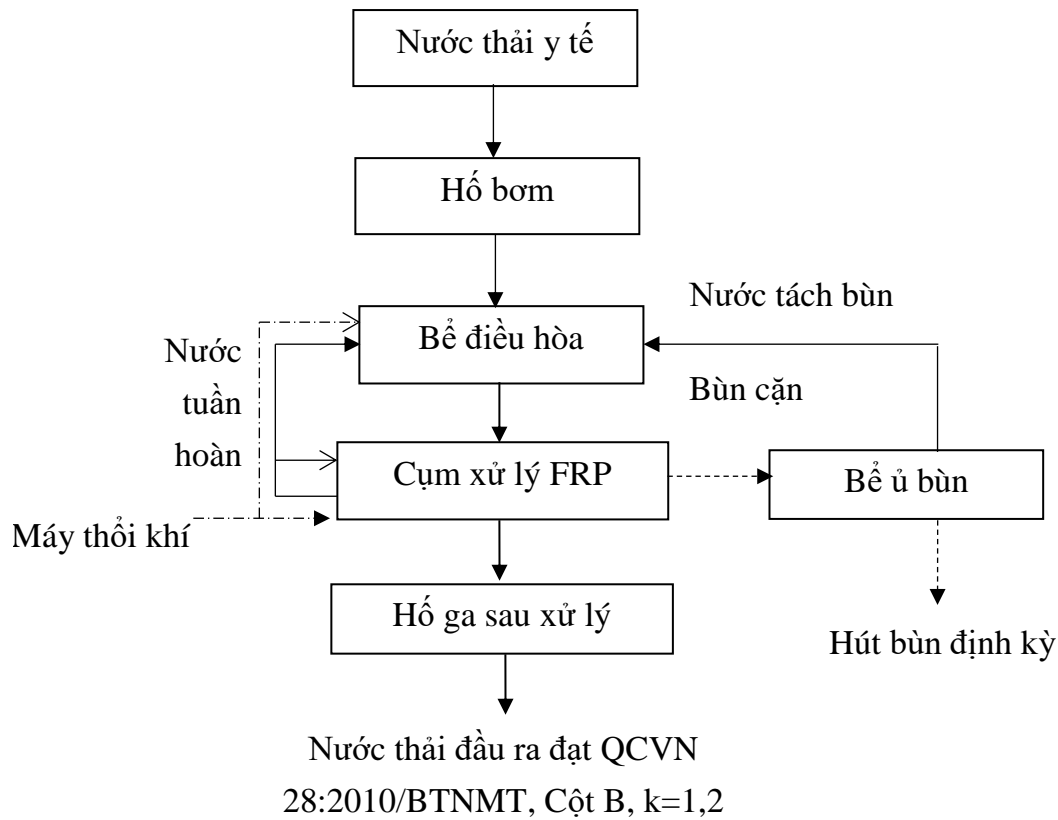 Nước thải y tế
Hố bơm
Nước tách bùn
Bể điều hòa
Nước
tuần
hoàn
Bùn cặn
Cụm xử lý FRP
Bể ủ bùn
Máy thổi khí
Hố ga sau xử lý
Hút bùn định kỳ
Nước thải đầu ra đạt QCVN
28:2010/BTNMT, Cột B, k=1,2